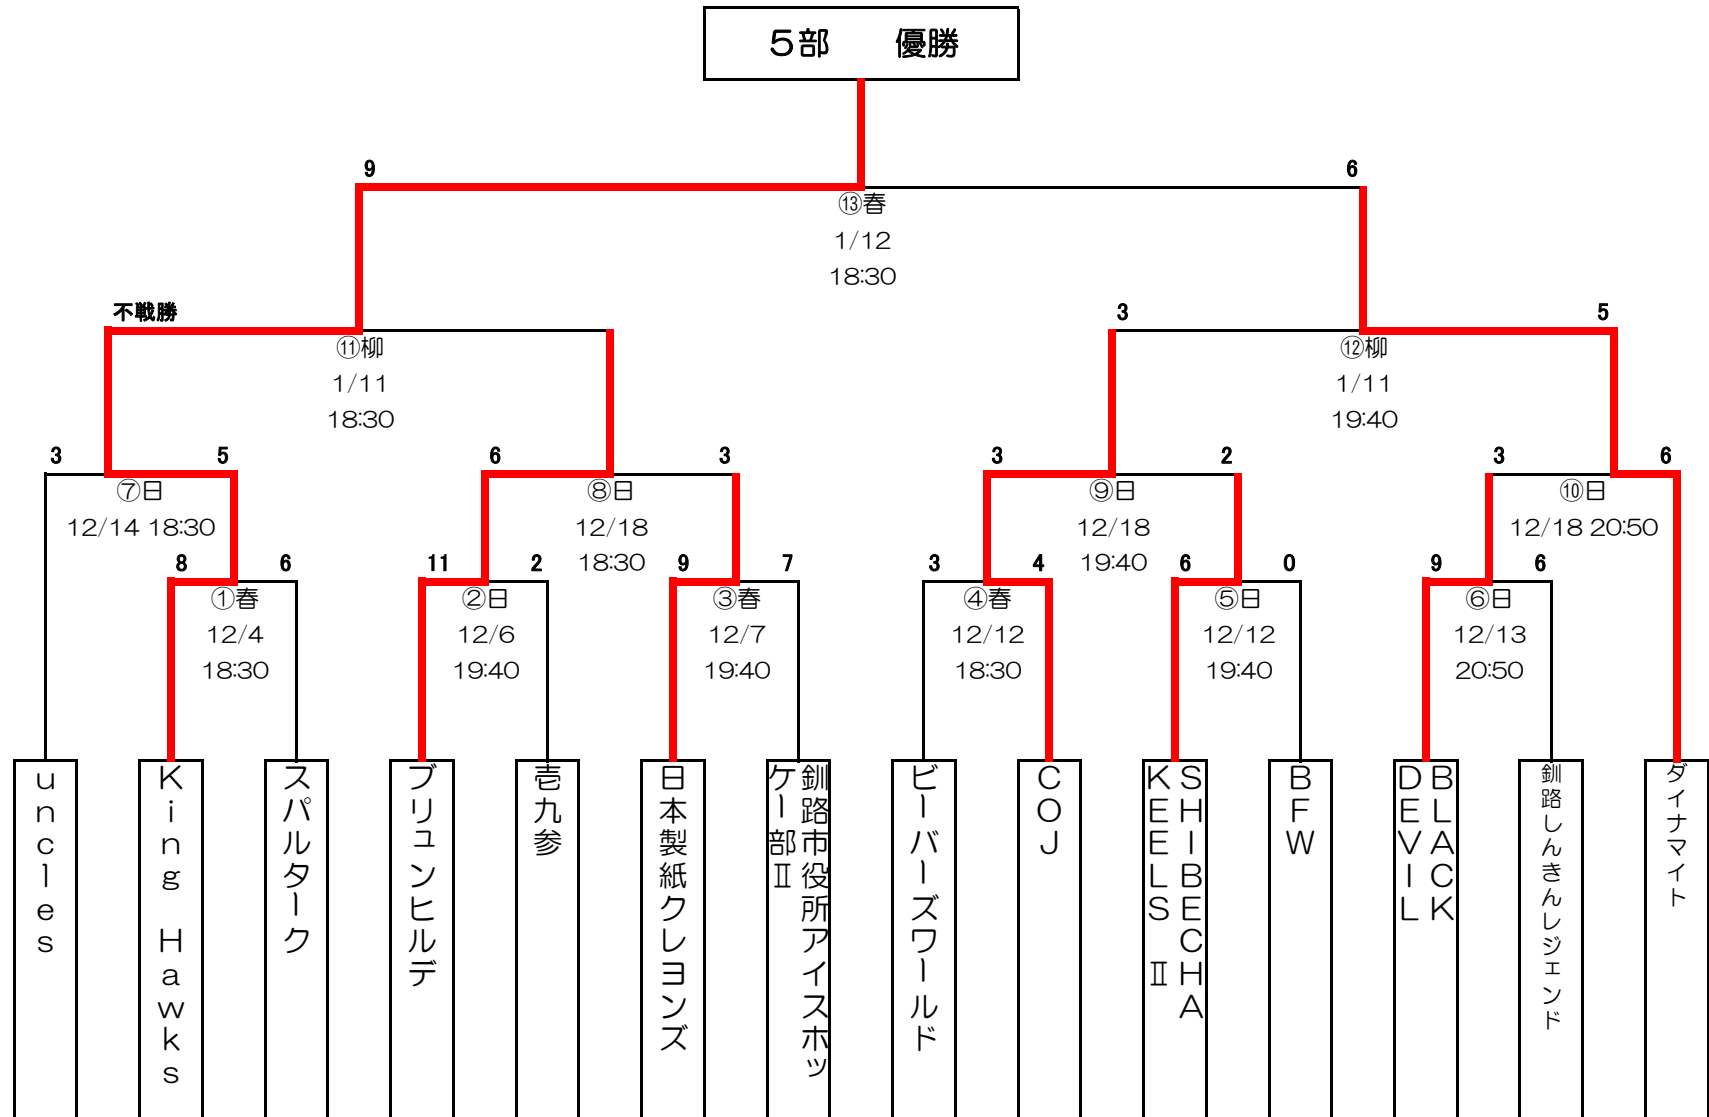 ５部　　優勝
9
6
⑬春
1/12
18:30
不戦勝
3
5
⑪柳
1/11
18:30
⑫柳
1/11
19:40
3
5
6
3
3
2
3
6
⑦日
12/14 18:30
⑧日
12/18
18:30
⑨日
12/18
19:40
⑩日
12/18 20:50
8
6
11
2
9
7
3
4
6
0
9
6
①春
12/4
18:30
②日
12/6
19:40
③春
12/7
19:40
④春
12/12
18:30
⑤日
12/12
19:40
⑥日
12/13
20:50
uncles
King Hawks
スパルターク
ブリュンヒルデ
壱九参
日本製紙クレヨンズ
釧路市役所アイスホッ
ケー部Ⅱ
ビーバーズワールド
COJ
SHIBECHA
KEELS Ⅱ
BFW
BLACK
DEVIL
釧路しんきんレジェンド
ダイナマイト